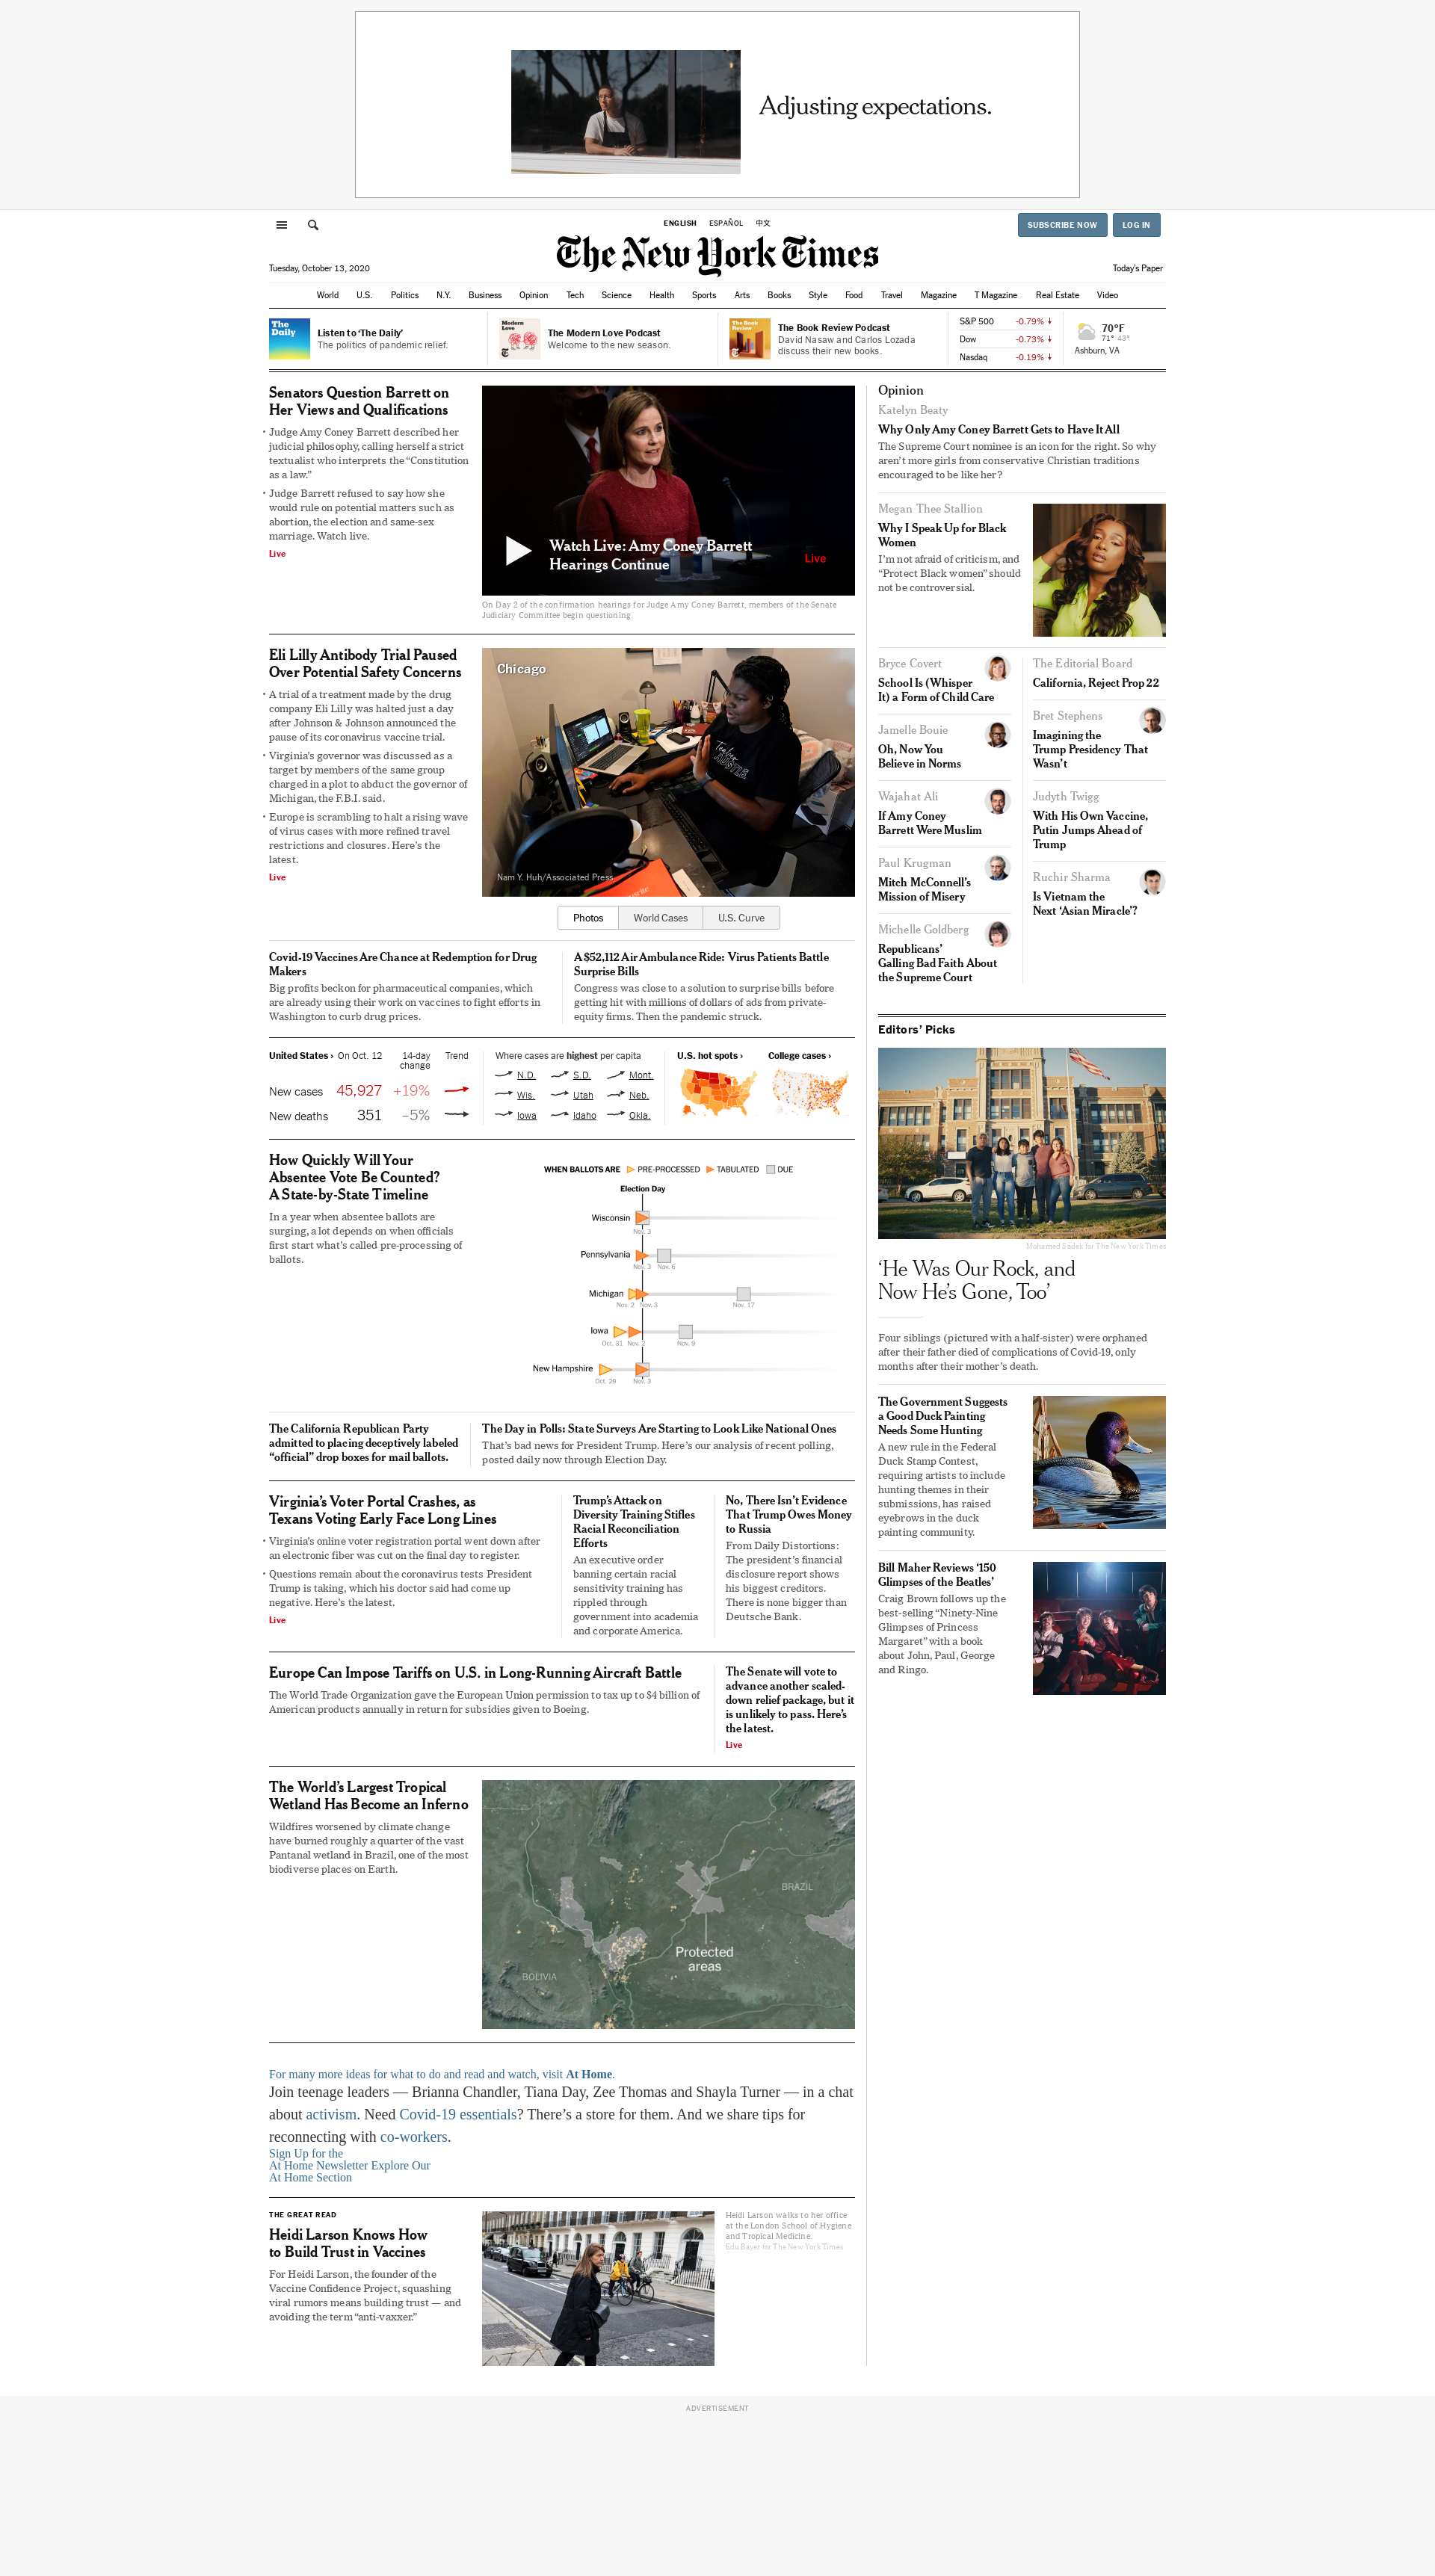 Adjusting expectations.
ENGLISH ESPAÑOL 中文
SUBSCRIBE NOW LOG IN
The New York Times
Tuesday, October 13, 2020
Today's Paper
World U.S. Politics N.Y. Business Opinion Tech Science Health Sports Arts Books Style Food Travel Magazine T Magazine Real Estate Video
The
Daily
Listen to ‘The Daily’
The politics of pandemic relief.
Modern
Love
The Modern Love Podcast
Welcome to the new season.
The Book
Review
The Book Review Podcast
David Nasaw and Carlos Lozada
discuss their new books.
S&P 500 -0.79%
Dow -0.73%
Nasdaq -0.19%
70°F
71° 43°
Ashburn, VA
Senators Question Barrett on
Her Views and Qualifications
• Judge Amy Coney Barrett described her
judicial philosophy, calling herself a strict
textualist who interprets the “Constitution
as a law.”
• Judge Barrett refused to say how she
would rule on potential matters such as
abortion, the election and same-sex
marriage. Watch live.
Live
Watch Live: Amy Coney Barrett
Hearings Continue
Live
On Day 2 of the confirmation hearings for Judge Amy Coney Barrett, members of the Senate
Judiciary Committee begin questioning.
Eli Lilly Antibody Trial Paused
Over Potential Safety Concerns
• A trial of a treatment made by the drug
company Eli Lilly was halted just a day
after Johnson & Johnson announced the
pause of its coronavirus vaccine trial.
• Virginia’s governor was discussed as a
target by members of the same group
charged in a plot to abduct the governor of
Michigan, the F.B.I. said.
• Europe is scrambling to halt a rising wave
of virus cases with more refined travel
restrictions and closures. Here’s the
latest.
Live
Chicago
Nam Y. Huh/Associated Press
Photos World Cases U.S. Curve
Covid-19 Vaccines Are Chance at Redemption for Drug
Makers
Big profits beckon for pharmaceutical companies, which
are already using their work on vaccines to fight efforts in
Washington to curb drug prices.
A $52,112 Air Ambulance Ride: Virus Patients Battle
Surprise Bills
Congress was close to a solution to surprise bills before
getting hit with millions of dollars of ads from private-
equity firms. Then the pandemic struck.
United States › On Oct. 12 14-day
change Trend
New cases 45,927 +19%
New deaths 351 –5%
Where cases are highest per capita
N.D. S.D. Mont.
Wis. Utah Neb.
Iowa Idaho Okla.
U.S. hot spots › College cases ›
How Quickly Will Your
Absentee Vote Be Counted?
A State-by-State Timeline
In a year when absentee ballots are
surging, a lot depends on when officials
first start what’s called pre-processing of
ballots.
WHEN BALLOTS ARE PRE-PROCESSED TABULATED DUE
Election Day
Wisconsin
Nov. 3
Pennsylvania
Nov. 3 Nov. 6
Michigan
Nov. 2 Nov. 3 Nov. 17
Iowa
Oct. 31 Nov. 2 Nov. 9
New Hampshire
Oct. 29 Nov. 3
The California Republican Party
admitted to placing deceptively labeled
“official” drop boxes for mail ballots.
The Day in Polls: State Surveys Are Starting to Look Like National Ones
That’s bad news for President Trump. Here’s our analysis of recent polling,
posted daily now through Election Day.
Virginia’s Voter Portal Crashes, as
Texans Voting Early Face Long Lines
• Virginia’s online voter registration portal went down after
an electronic fiber was cut on the final day to register.
• Questions remain about the coronavirus tests President
Trump is taking, which his doctor said had come up
negative. Here’s the latest.
Live
Trump’s Attack on
Diversity Training Stifles
Racial Reconciliation
Efforts
An executive order
banning certain racial
sensitivity training has
rippled through
government into academia
and corporate America.
No, There Isn’t Evidence
That Trump Owes Money
to Russia
From Daily Distortions:
The president’s financial
disclosure report shows
his biggest creditors.
There is none bigger than
Deutsche Bank.
Europe Can Impose Tariffs on U.S. in Long-Running Aircraft Battle
The World Trade Organization gave the European Union permission to tax up to $4 billion of
American products annually in return for subsidies given to Boeing.
The Senate will vote to
advance another scaled-
down relief package, but it
is unlikely to pass. Here’s
the latest.
Live
The World’s Largest Tropical
Wetland Has Become an Inferno
Wildfires worsened by climate change
have burned roughly a quarter of the vast
Pantanal wetland in Brazil, one of the most
biodiverse places on Earth.
BRAZIL
Protected
areas
BOLIVIA
For many more ideas for what to do and read and watch, visit At Home.
Join teenage leaders — Brianna Chandler, Tiana Day, Zee Thomas and Shayla Turner — in a chat
about activism. Need Covid-19 essentials? There’s a store for them. And we share tips for
reconnecting with co-workers.
Sign Up for the
At Home Newsletter Explore Our
At Home Section
THE GREAT READ
Heidi Larson Knows How
to Build Trust in Vaccines
For Heidi Larson, the founder of the
Vaccine Confidence Project, squashing
viral rumors means building trust — and
avoiding the term “anti-vaxxer.”
Heidi Larson walks to her office
at the London School of Hygiene
and Tropical Medicine.
Edu Bayer for The New York Times
Opinion
Katelyn Beaty
Why Only Amy Coney Barrett Gets to Have It All
The Supreme Court nominee is an icon for the right. So why
aren’t more girls from conservative Christian traditions
encouraged to be like her?
Megan Thee Stallion
Why I Speak Up for Black
Women
I’m not afraid of criticism, and
“Protect Black women” should
not be controversial.
Bryce Covert
School Is (Whisper
It) a Form of Child Care
Jamelle Bouie
Oh, Now You
Believe in Norms
Wajahat Ali
If Amy Coney
Barrett Were Muslim
Paul Krugman
Mitch McConnell’s
Mission of Misery
Michelle Goldberg
Republicans’
Galling Bad Faith About
the Supreme Court
The Editorial Board
California, Reject Prop 22
Bret Stephens
Imagining the
Trump Presidency That
Wasn’t
Judyth Twigg
With His Own Vaccine,
Putin Jumps Ahead of
Trump
Ruchir Sharma
Is Vietnam the
Next ‘Asian Miracle’?
Editors’ Picks
Mohamed Sadek for The New York Times
‘He Was Our Rock, and
Now He’s Gone, Too’
Four siblings (pictured with a half-sister) were orphaned
after their father died of complications of Covid-19, only
months after their mother’s death.
The Government Suggests
a Good Duck Painting
Needs Some Hunting
A new rule in the Federal
Duck Stamp Contest,
requiring artists to include
hunting themes in their
submissions, has raised
eyebrows in the duck
painting community.
Bill Maher Reviews ‘150
Glimpses of the Beatles’
Craig Brown follows up the
best-selling “Ninety-Nine
Glimpses of Princess
Margaret” with a book
about John, Paul, George
and Ringo.
ADVERTISEMENT